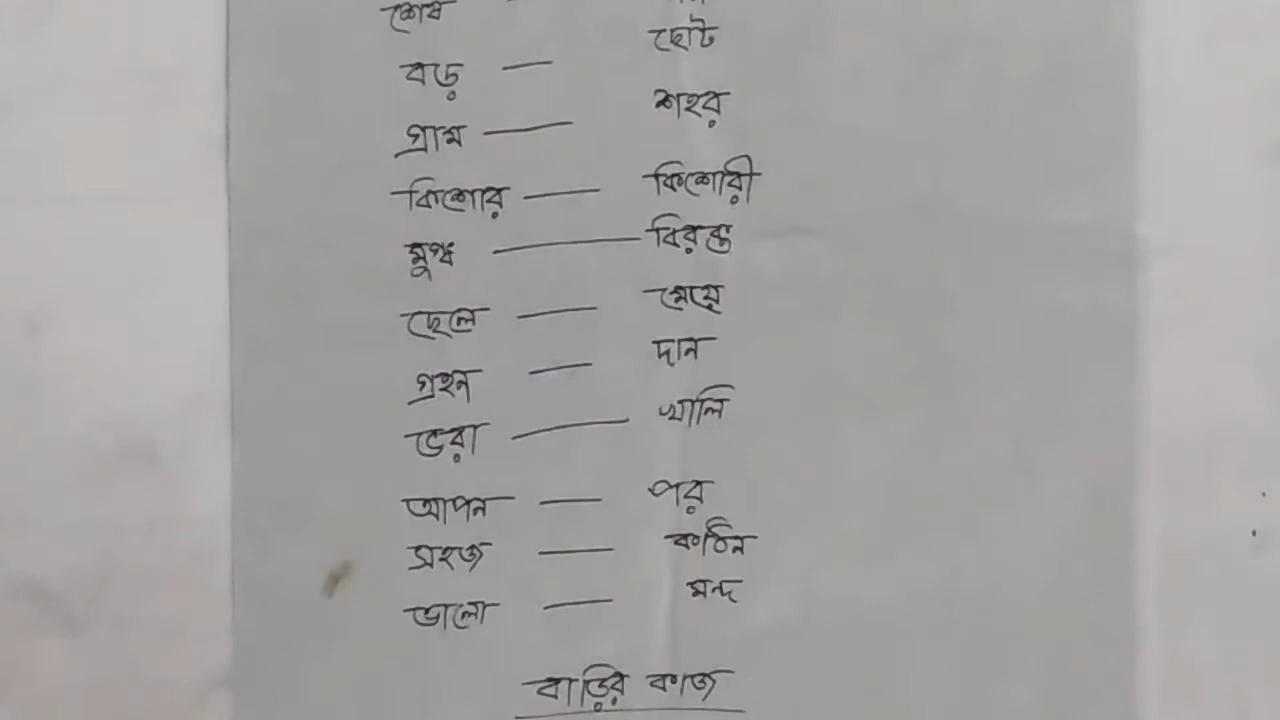 শেষ —
বড় — ছোট
গ্রাম — শহর
কিশোর — কিশোরী
মুগ্ধ — বিরক্ত
ছেলে — মেয়ে
গ্রহন — দান
ভরা — খালি
আপন — পর
সহজ — কঠিন
ভালো — মন্দ
বাড়ির কাজ